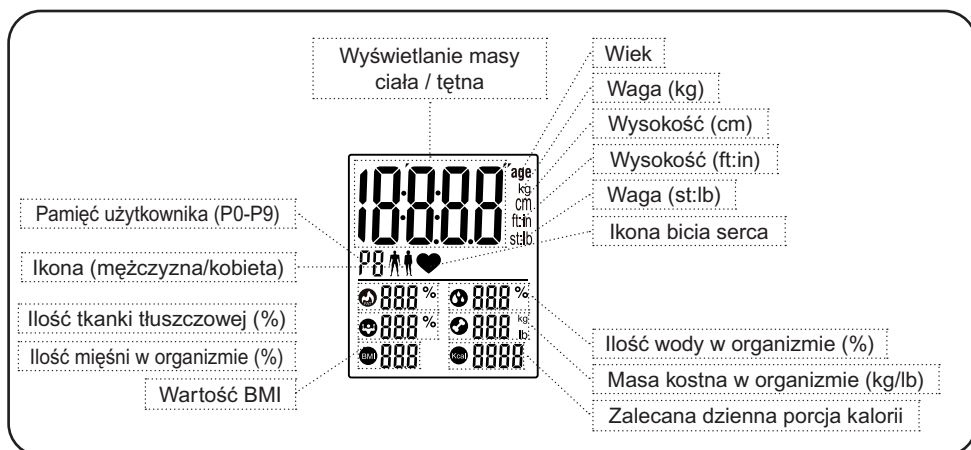 Wyświetlanie masy
ciała / tętna
Wiek
Waga (kg)
Wysokość (cm)
Wysokość (ft:in)
Waga (st:lb)
Ikona bicia serca
Pamięć użytkownika (P0-P9)
Ikona (mężczyzna/kobieta)
Ilość tkanki tłuszczowej (%)
Ilość mięśni w organizmie (%)
Wartość BMI
18'8:8.8"
age
kg
cm
ft:in
st:lb
P8
888 %
888 %
888 %
88.8 kg
lb
BMI 888
Kcal 8888
Ilość wody w organizmie (%)
Masa kostna w organizmie (kg/lb)
Zalecana dzienna porcja kalorii